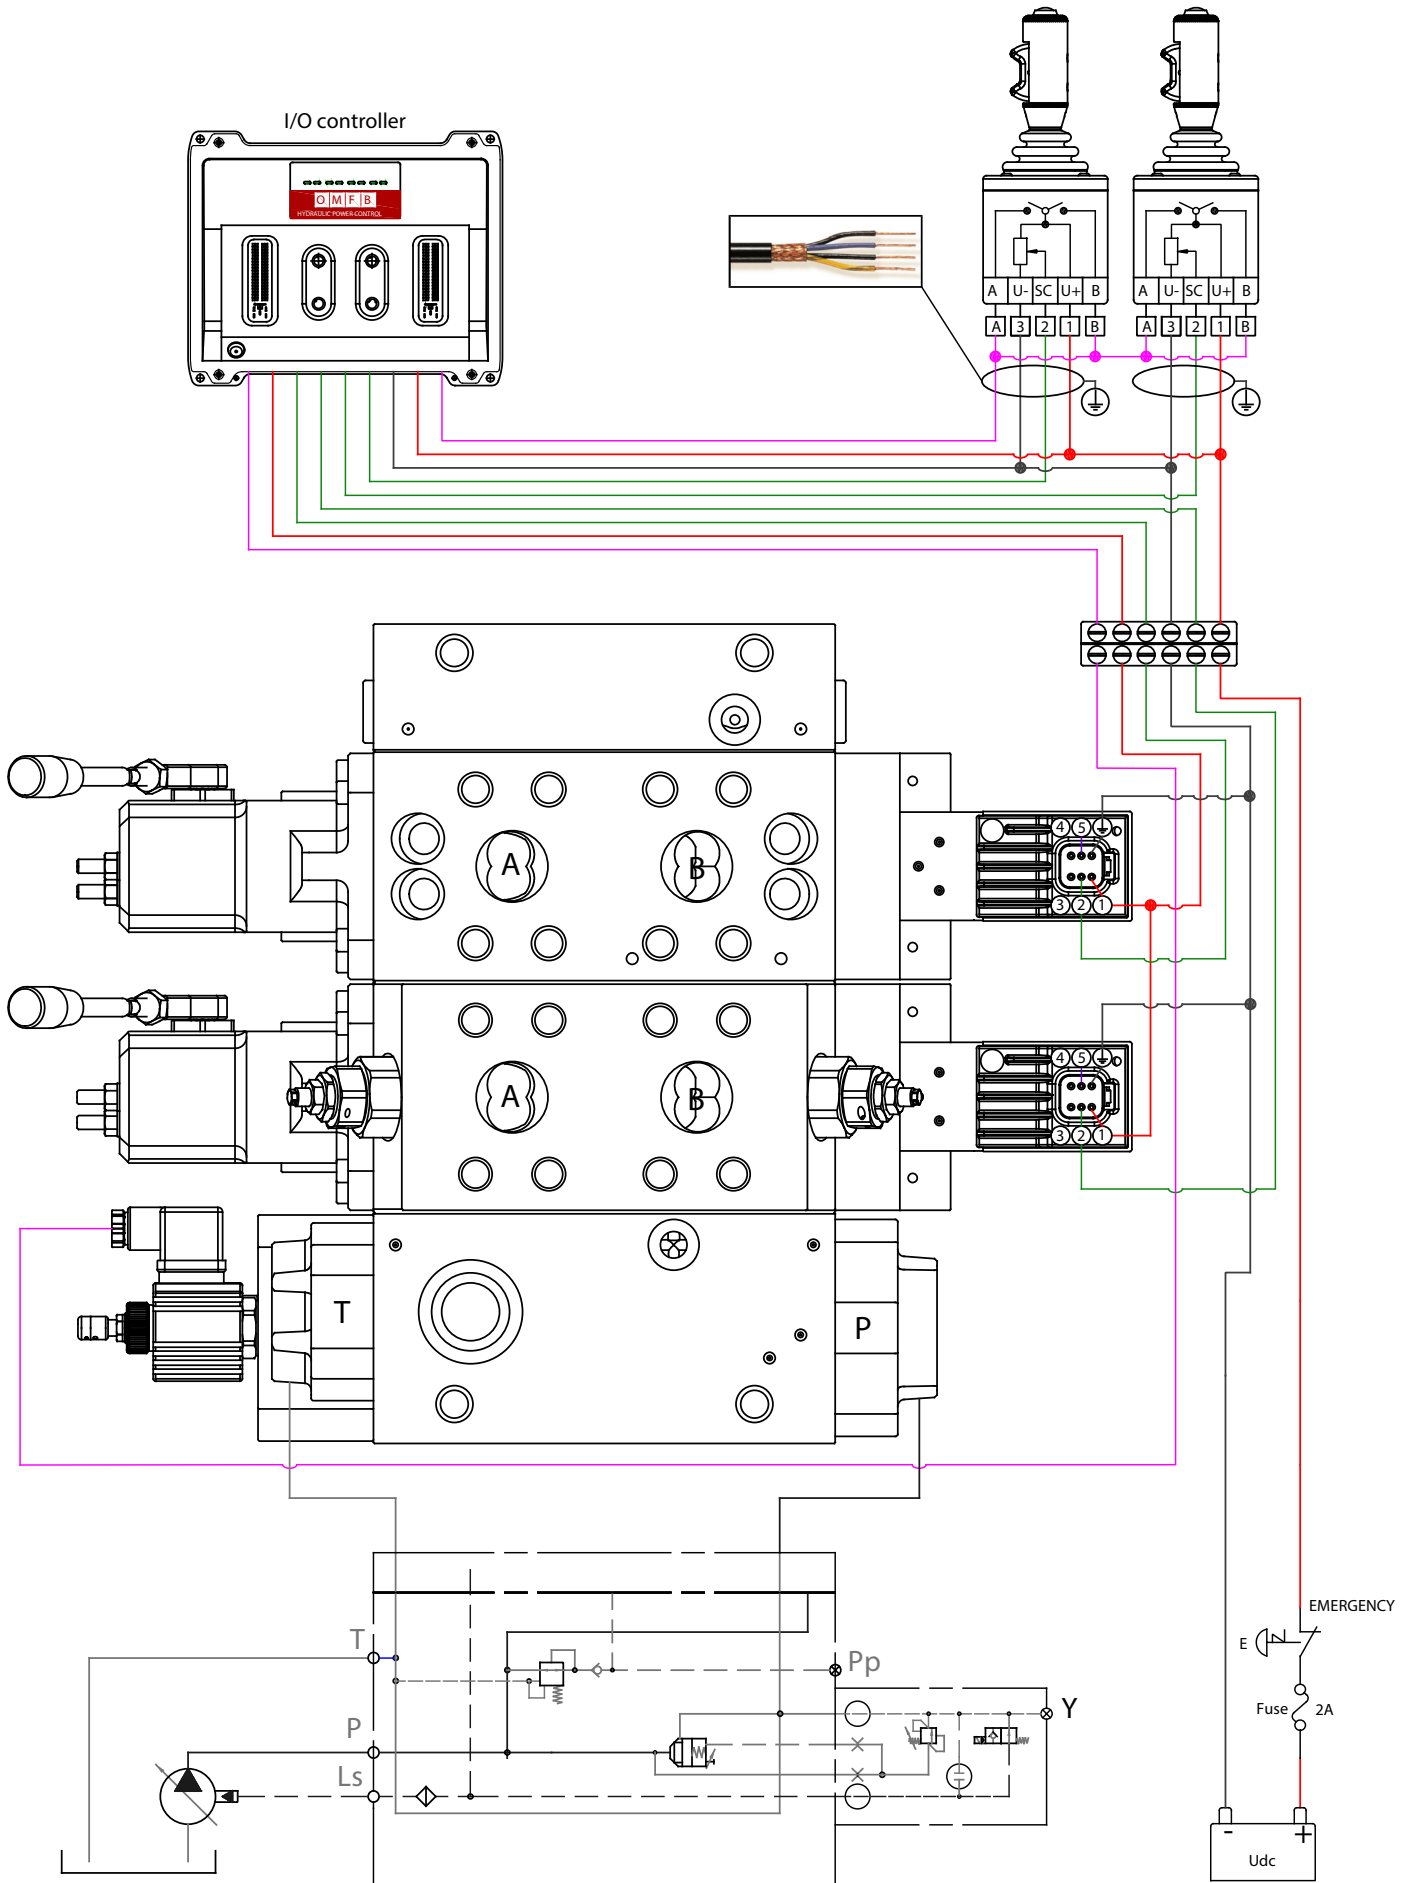 I/O controller
O M F B
HYDRAULIC POWER CONTROL
A U- SC U+ B
A 3 2 1 B
A U- SC U+ B
A 3 2 1 B
A B
4 5
3 2 1
A B
4 5
3 2 1
T
P
T
Pp
P
Y
Ls
EMERGENCY
E
Fuse 2A
- +
Udc